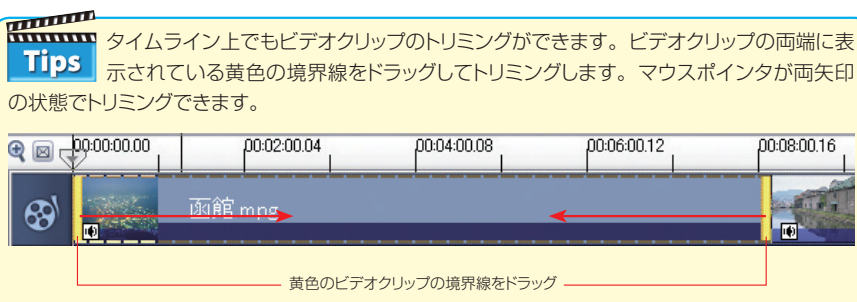 Tips
タイムライン上でもビデオクリップのトリミングができます。ビデオクリップの両端に表
示されている黄色の境界線をドラッグしてトリミングします。マウスポインタが両矢印
の状態でトリミングできます。
00:00:00.00 00:02:00.04 00:04:00.08 00:06:00.12 00:08:00.16
函館.mpg
黄色のビデオクリップの境界線をドラッグ